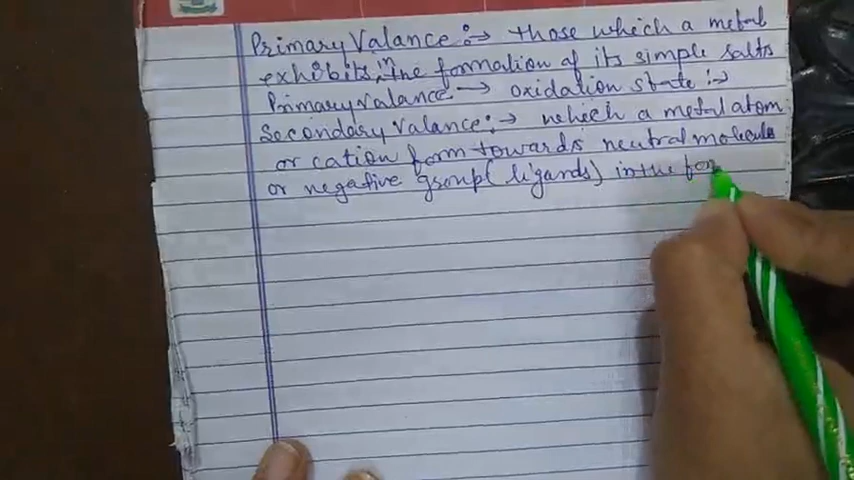 Primary Valance :→ those which a metal
exhibits in the formation of its simple salts
Primary valance → oxidation state :→
Secondary Valance :→ which a metal atom
or cation form towards neutral molecule
or negative group (ligands) in the for